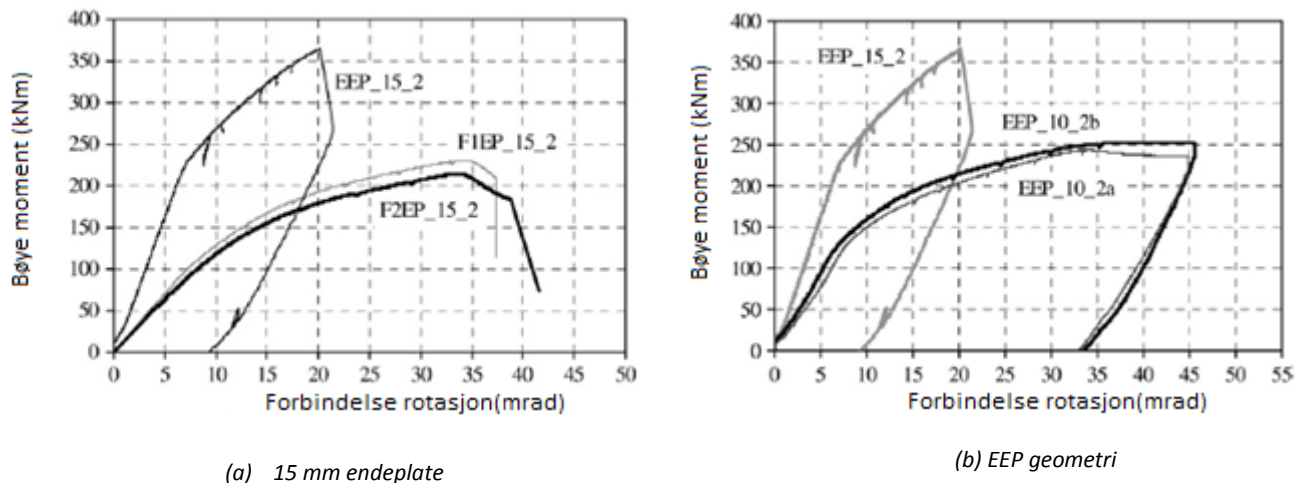 Bøye moment (kNm)
400
350
300
250
200
150
100
50
0
EEP_15_2
F1EP_15_2
F2EP_15_2
0 5 10 15 20 25 30 35 40 45 50
Forbindelse rotasjon(mrad)
(a) 15 mm endeplate
Bøye moment (kNm)
400
350
300
250
200
150
100
50
0
EEP_15_2
EEP_10_2b
EEP_10_2a
0 5 10 15 20 25 30 35 40 45 50 55
Forbindelse rotasjon(mrad)
(b) EEP geometri